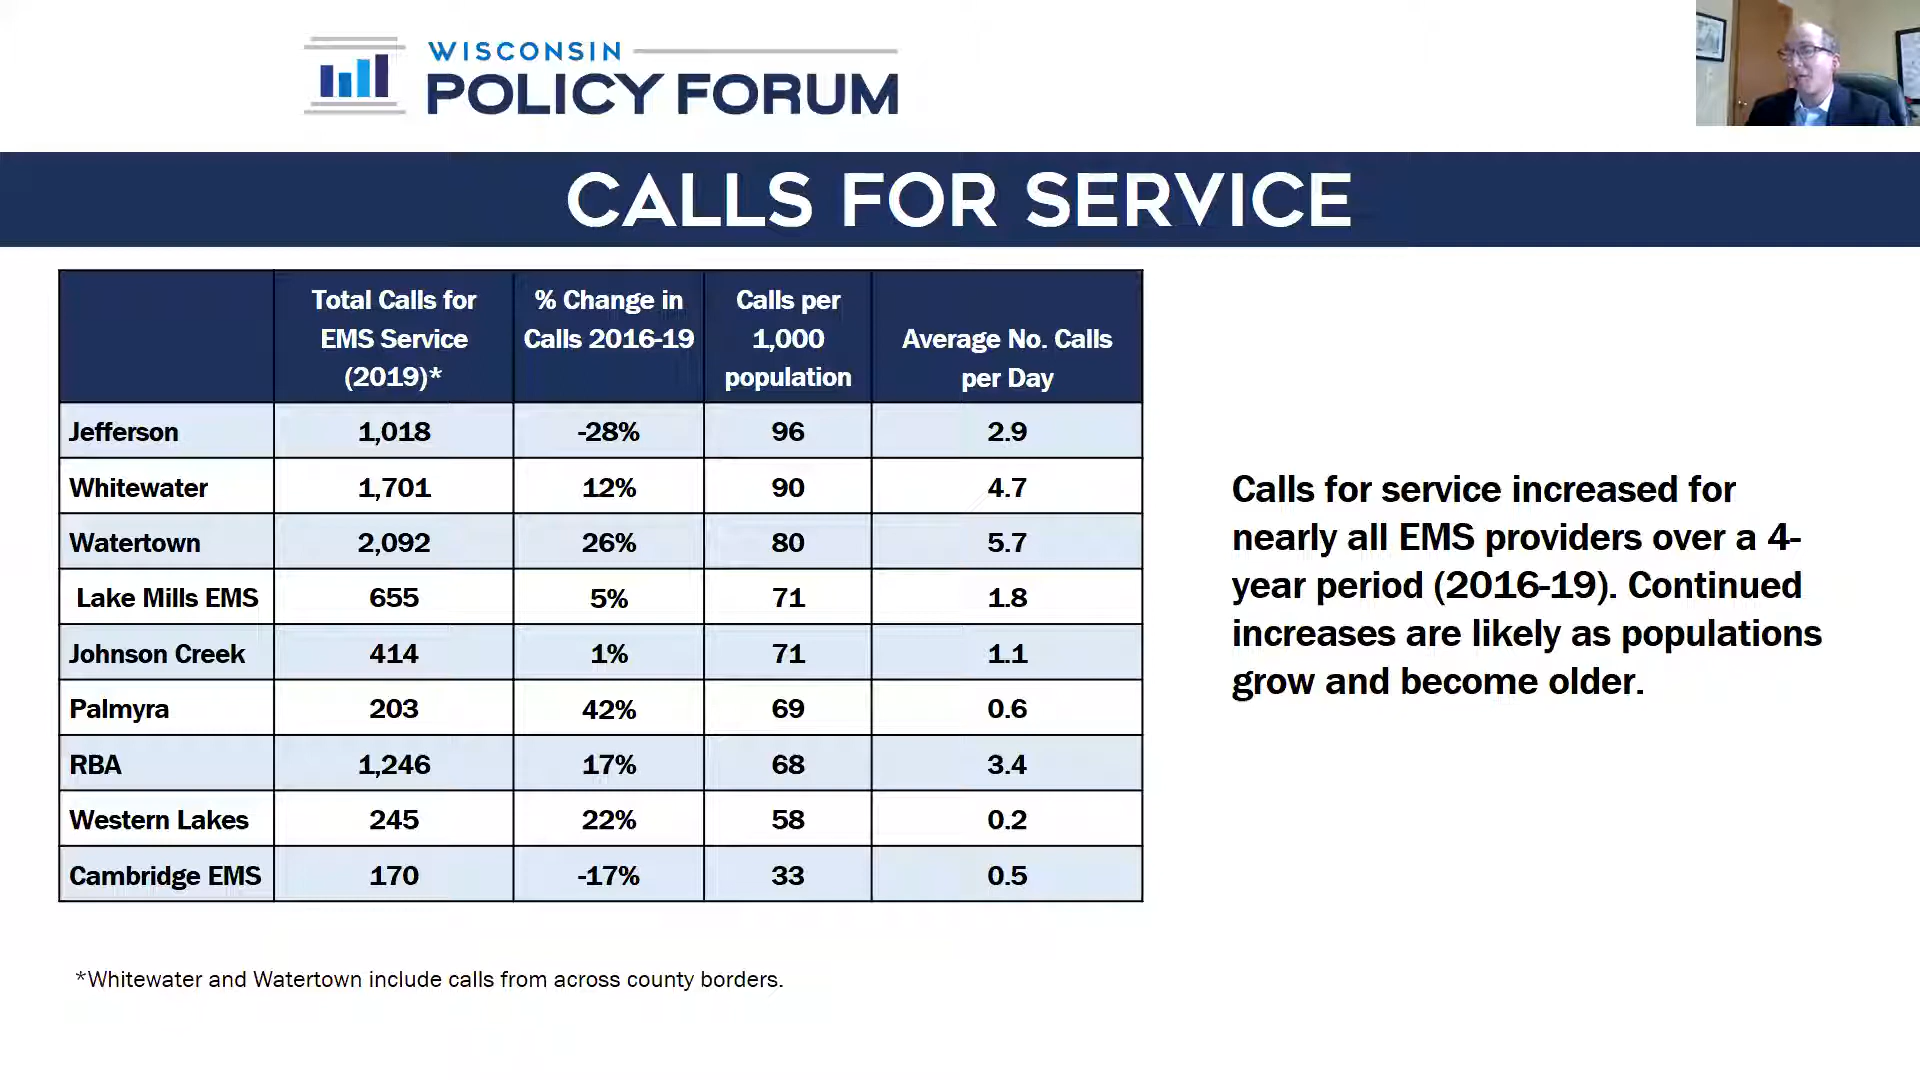 WISCONSIN
POLICY FORUM
CALLS FOR SERVICE
Total Calls for EMS Service (2019)* % Change in Calls 2016-19 Calls per 1,000 population Average No. Calls per Day
Jefferson 1,018 -28% 96 2.9
Whitewater 1,701 12% 90 4.7
Watertown 2,092 26% 80 5.7
Lake Mills EMS 655 5% 71 1.8
Johnson Creek 414 1% 71 1.1
Palmyra 203 42% 69 0.6
RBA 1,246 17% 68 3.4
Western Lakes 245 22% 58 0.2
Cambridge EMS 170 -17% 33 0.5
Calls for service increased for
nearly all EMS providers over a 4-
year period (2016-19). Continued
increases are likely as populations
grow and become older.
*Whitewater and Watertown include calls from across county borders.